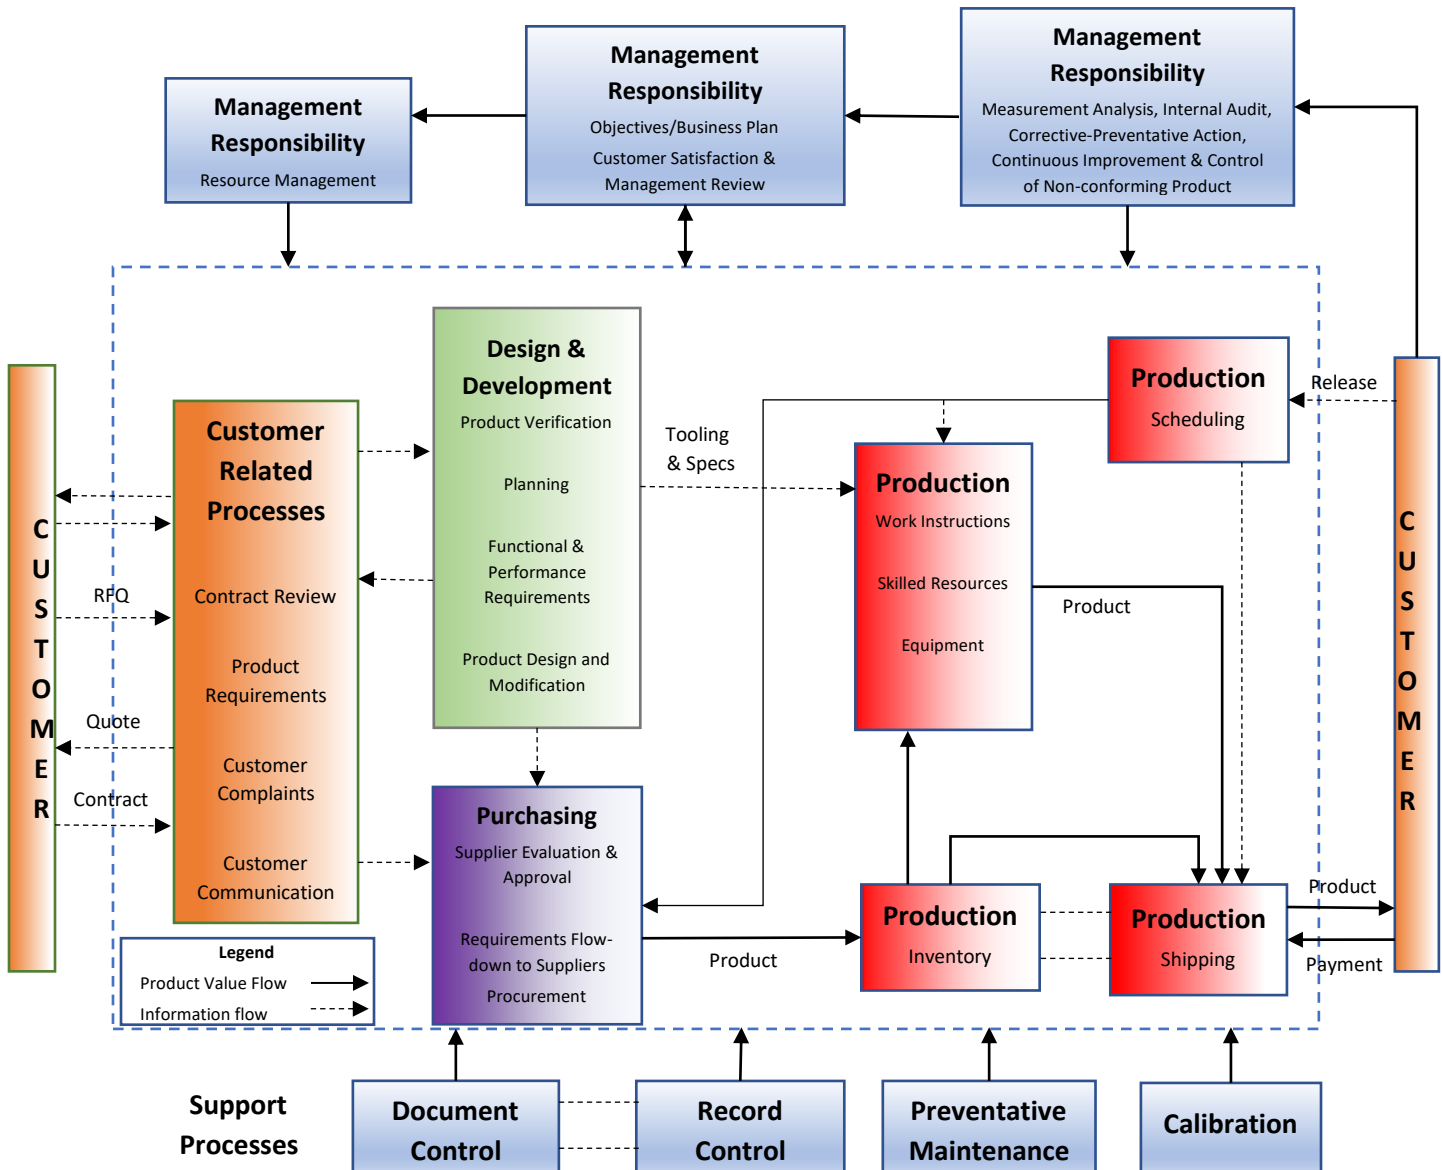 Management
Responsibility
Resource Management
Management
Responsibility
Objectives/Business Plan
Customer Satisfaction &
Management Review
Management
Responsibility
Measurement Analysis, Internal Audit,
Corrective-Preventative Action,
Continuous Improvement & Control
of Non-conforming Product
CUSTOMER
RFQ
Quote
Contract
Customer
Related
Processes
Contract Review
Product
Requirements
Customer
Complaints
Customer
Communication
Design &
Development
Product Verification
Planning
Functional &
Performance
Requirements
Product Design and
Modification
Tooling
& Specs
Purchasing
Supplier Evaluation &
Approval
Requirements Flow-
down to Suppliers
Procurement
Product
Production
Work Instructions
Skilled Resources
Equipment
Product
Production
Scheduling
Release
Production
Inventory
Production
Shipping
Product
Payment
CUSTOMER
Legend
Product Value Flow
Information flow
Support
Processes
Document
Control
Record
Control
Preventative
Maintenance
Calibration